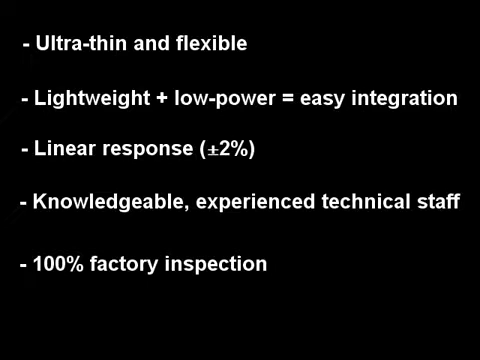 - Ultra-thin and flexible
- Lightweight + low-power = easy integration
- Linear response (±2%)
- Knowledgeable, experienced technical staff
- 100% factory inspection